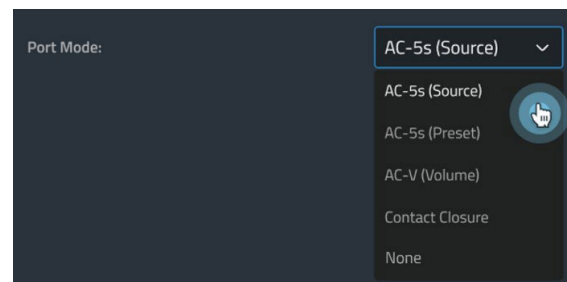 Port Mode:
AC-5s (Source)
AC-5s (Source)
AC-5s (Preset)
AC-V (Volume)
Contact Closure
None